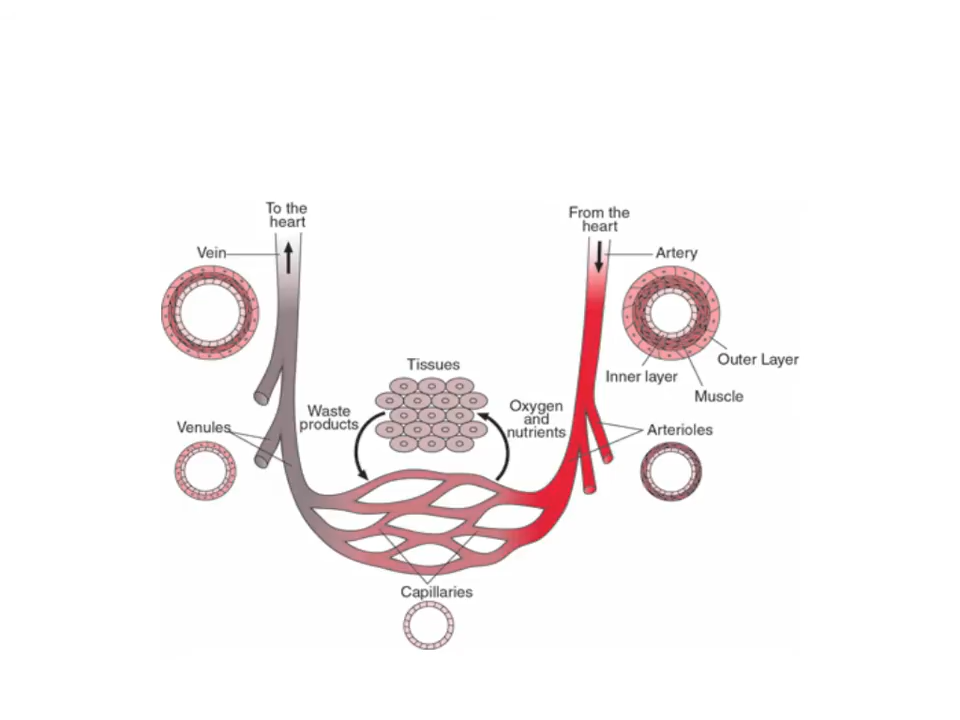 To the
heart
From the
heart
Vein
Artery
Outer Layer
Inner layer
Muscle
Tissues
Waste
products
Oxygen
and
nutrients
Venules
Arterioles
Capillaries